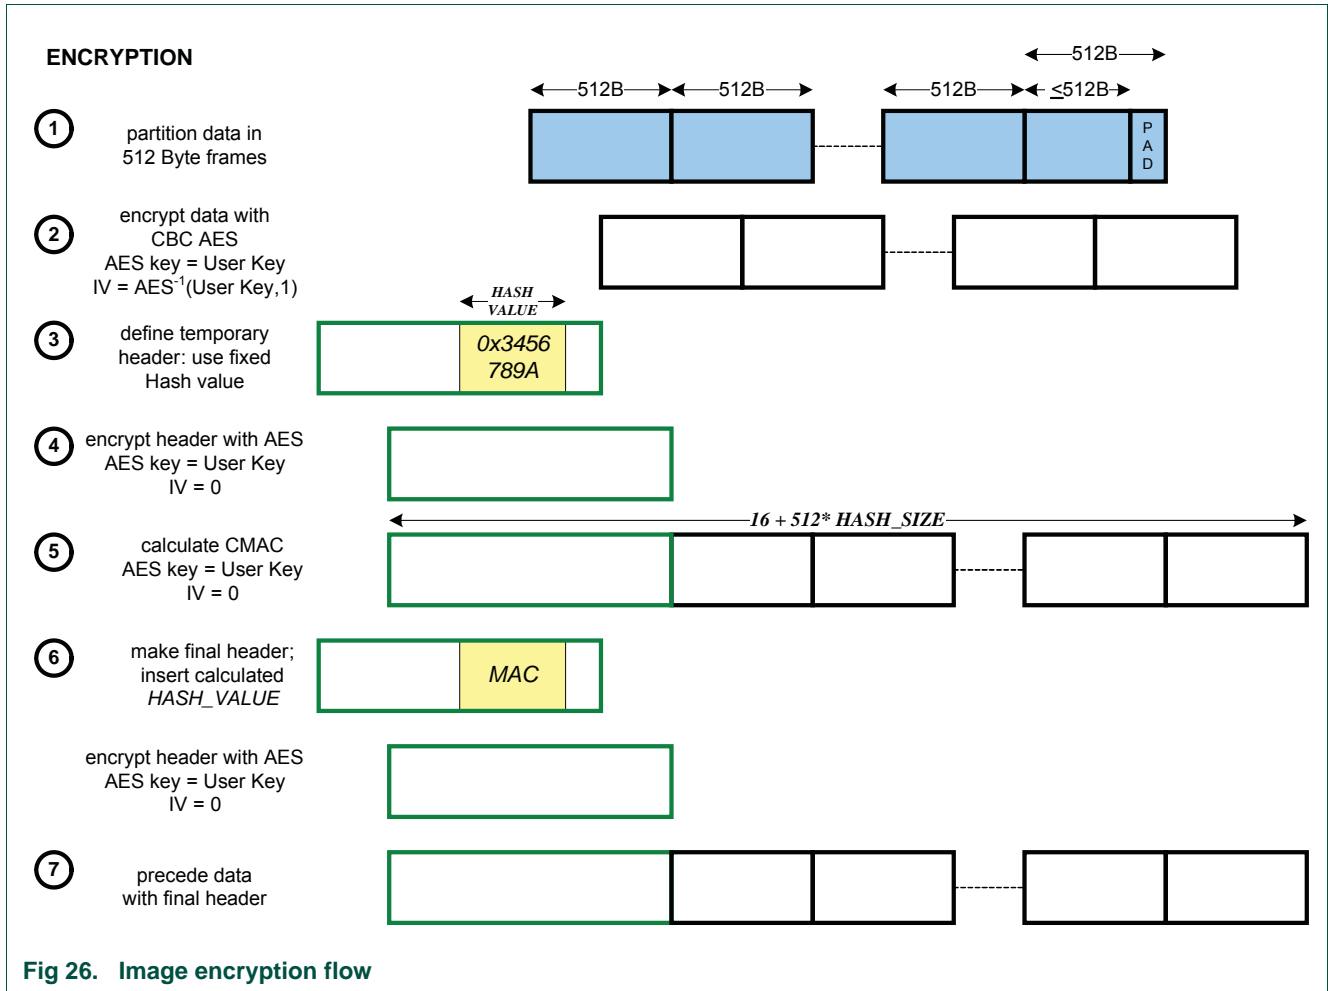 ENCRYPTION
512B
512B
512B
512B
≤512B
1
partition data in
512 Byte frames
P
A
D
2
encrypt data with
CBC AES
AES key = User Key
IV = AES-1(User Key,1)
HASH
VALUE
3
define temporary
header: use fixed
Hash value
0x3456
789A
4
encrypt header with AES
AES key = User Key
IV = 0
16 + 512* HASH_SIZE
5
calculate CMAC
AES key = User Key
IV = 0
6
make final header;
insert calculated
HASH_VALUE
MAC
encrypt header with AES
AES key = User Key
IV = 0
7
precede data
with final header
Fig 26. Image encryption flow